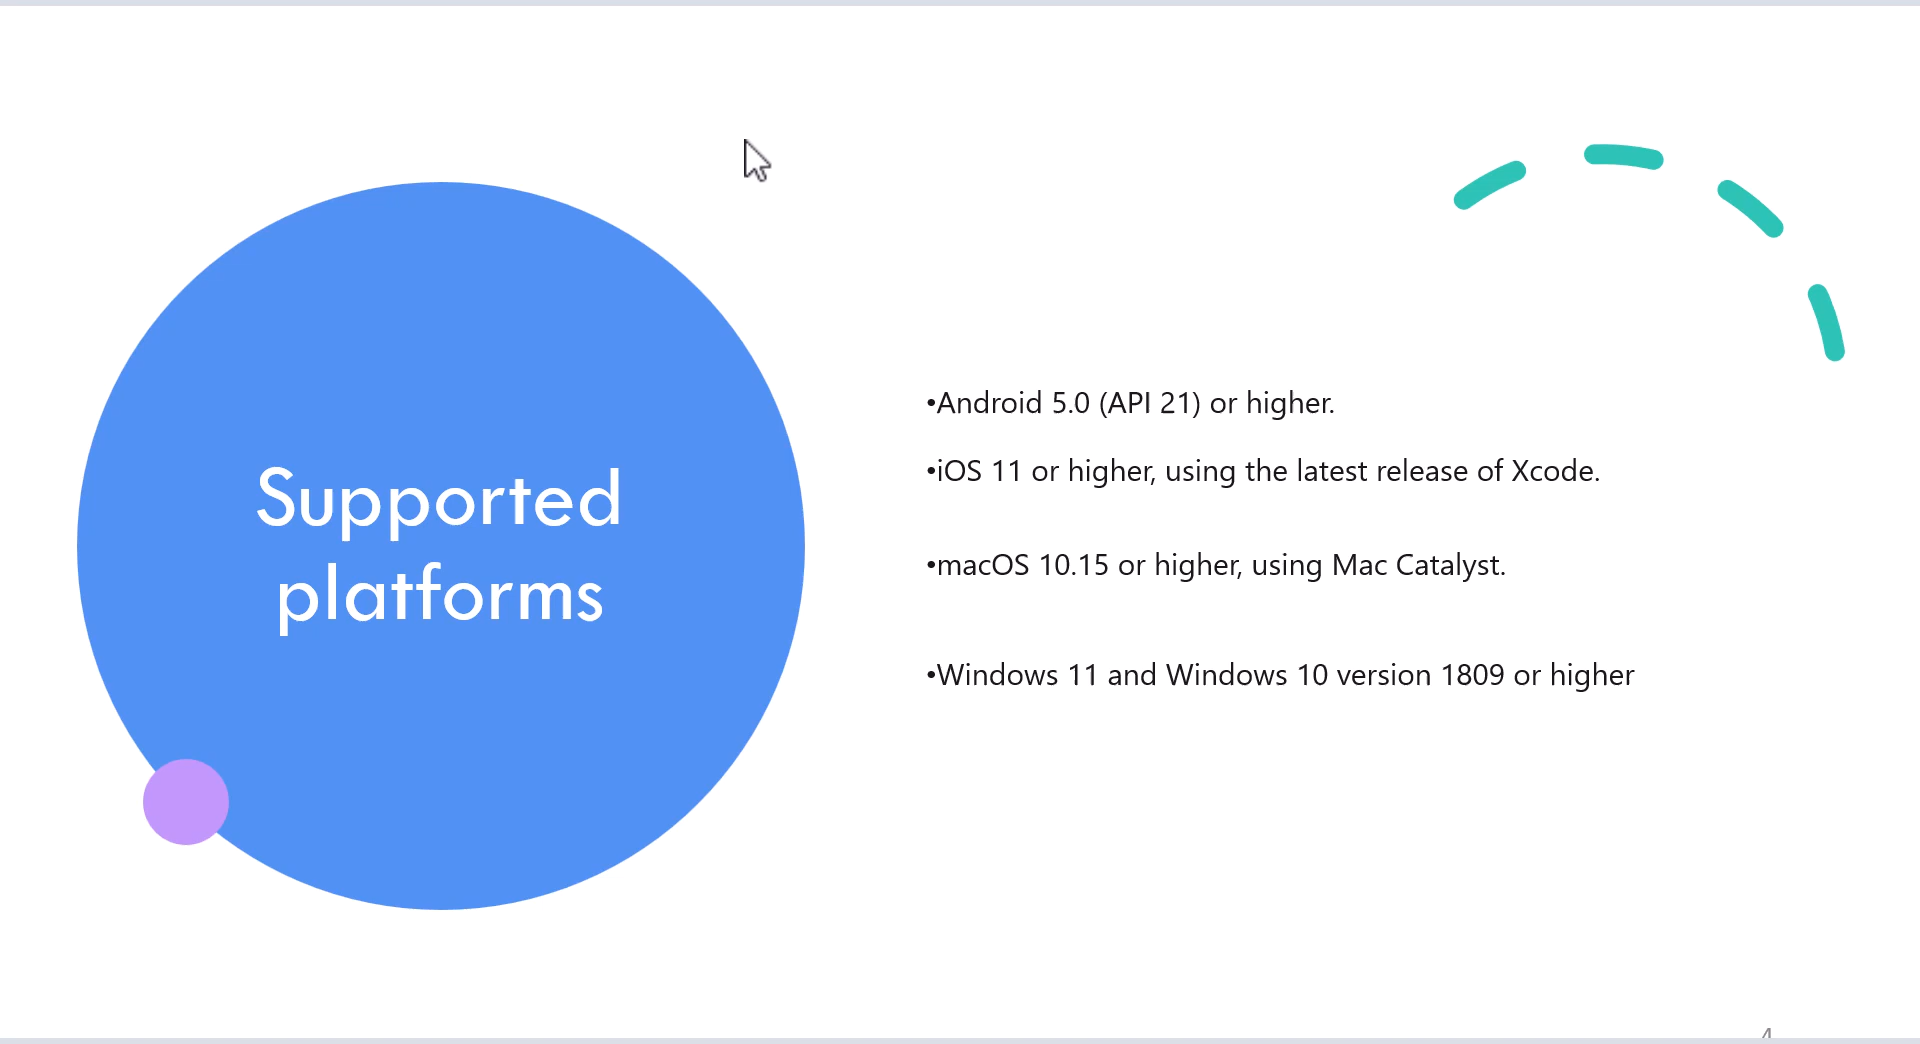 Supported
platforms
•Android 5.0 (API 21) or higher.
•iOS 11 or higher, using the latest release of Xcode.
•macOS 10.15 or higher, using Mac Catalyst.
•Windows 11 and Windows 10 version 1809 or higher
4